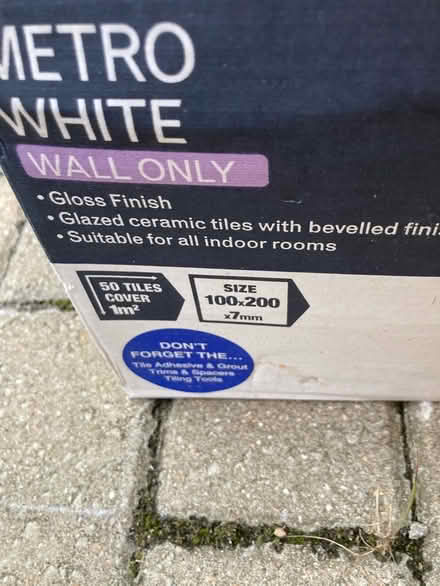 METRO
WHITE
WALL ONLY
• Gloss Finish
• Glazed ceramic tiles with bevelled fini
• Suitable for all indoor rooms
50 TILES
COVER
1m²
SIZE
100x200
x7mm
DON'T
FORGET THE...
Tile Adhesive & Grout
Trims & Spacers
Tiling Tools